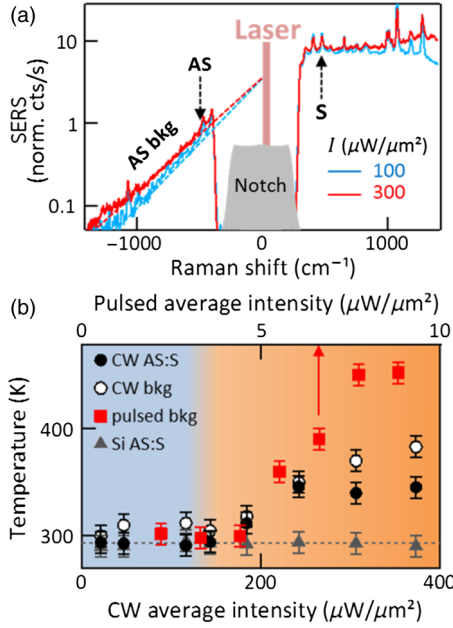 (a)
Laser
10
1
0.1
SERS
(norm. cts/s)
AS
AS bkg
S
Notch
I (μW/μm²)
100
300
−1000
0
1000
Raman shift (cm⁻¹)
(b)
Pulsed average intensity (μW/μm²)
0
5
10
CW AS:S
CW bkg
pulsed bkg
Si AS:S
400
300
Temperature (K)
0
200
400
CW average intensity (μW/μm²)